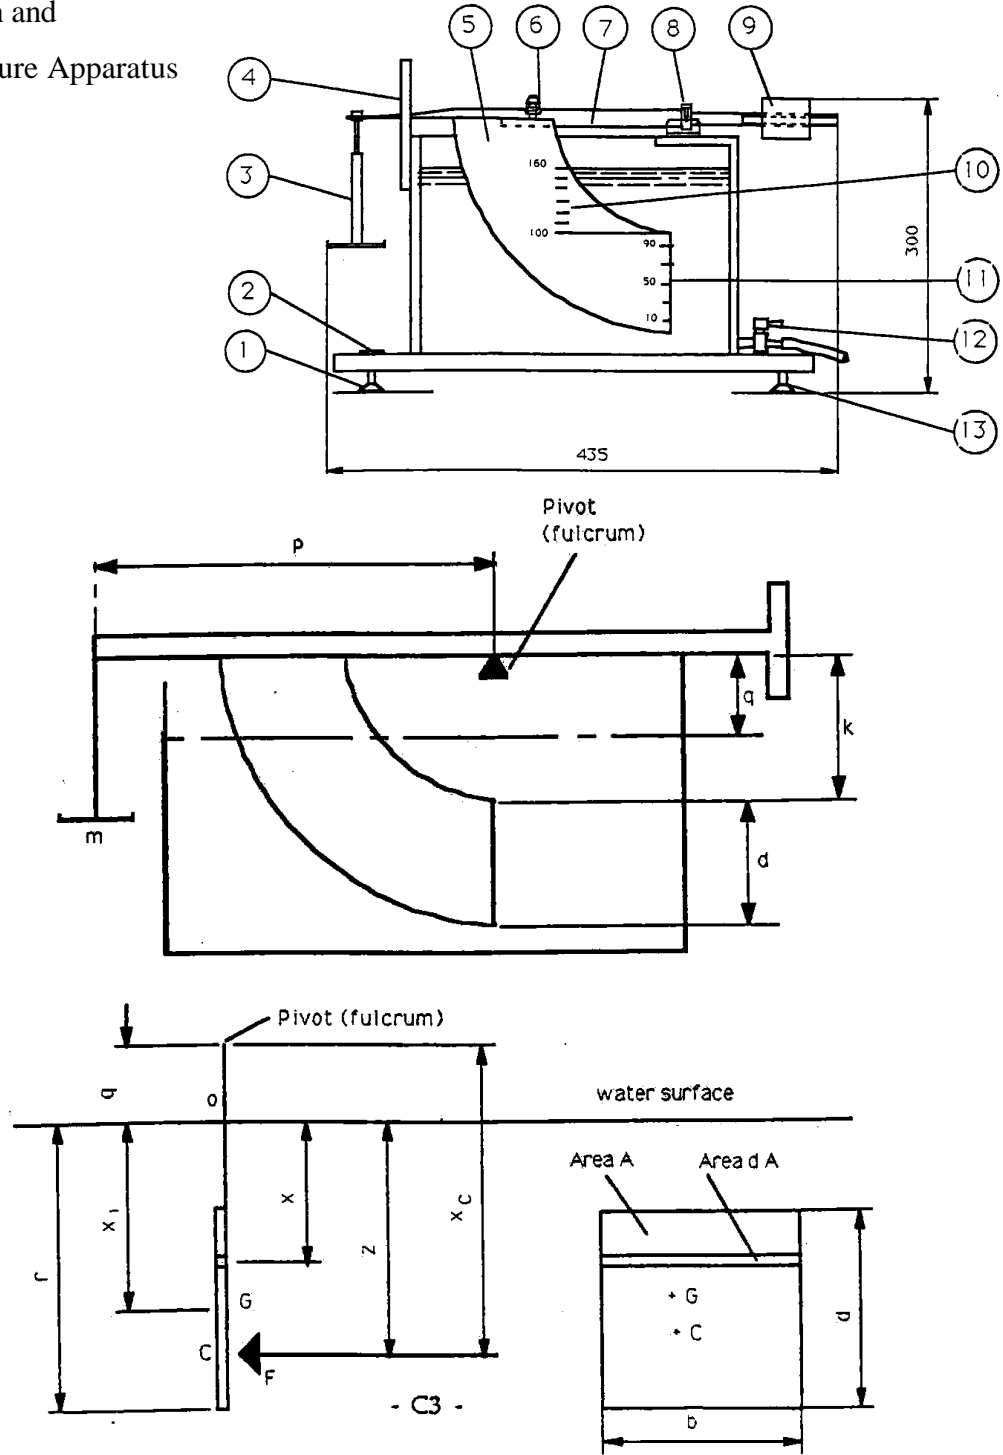 n and
ure Apparatus
5 6 7 8 9
4
3
160
100
90
50
10
10
300
11
2
1
12
13
435
Pivot
(fulcrum)
p
q
k
d
m
Pivot (fulcrum)
q
o
water surface
Area A Area d A
x
x1
xc
z
r
G
C
F
+ G
+ C
d
b
- C3 -